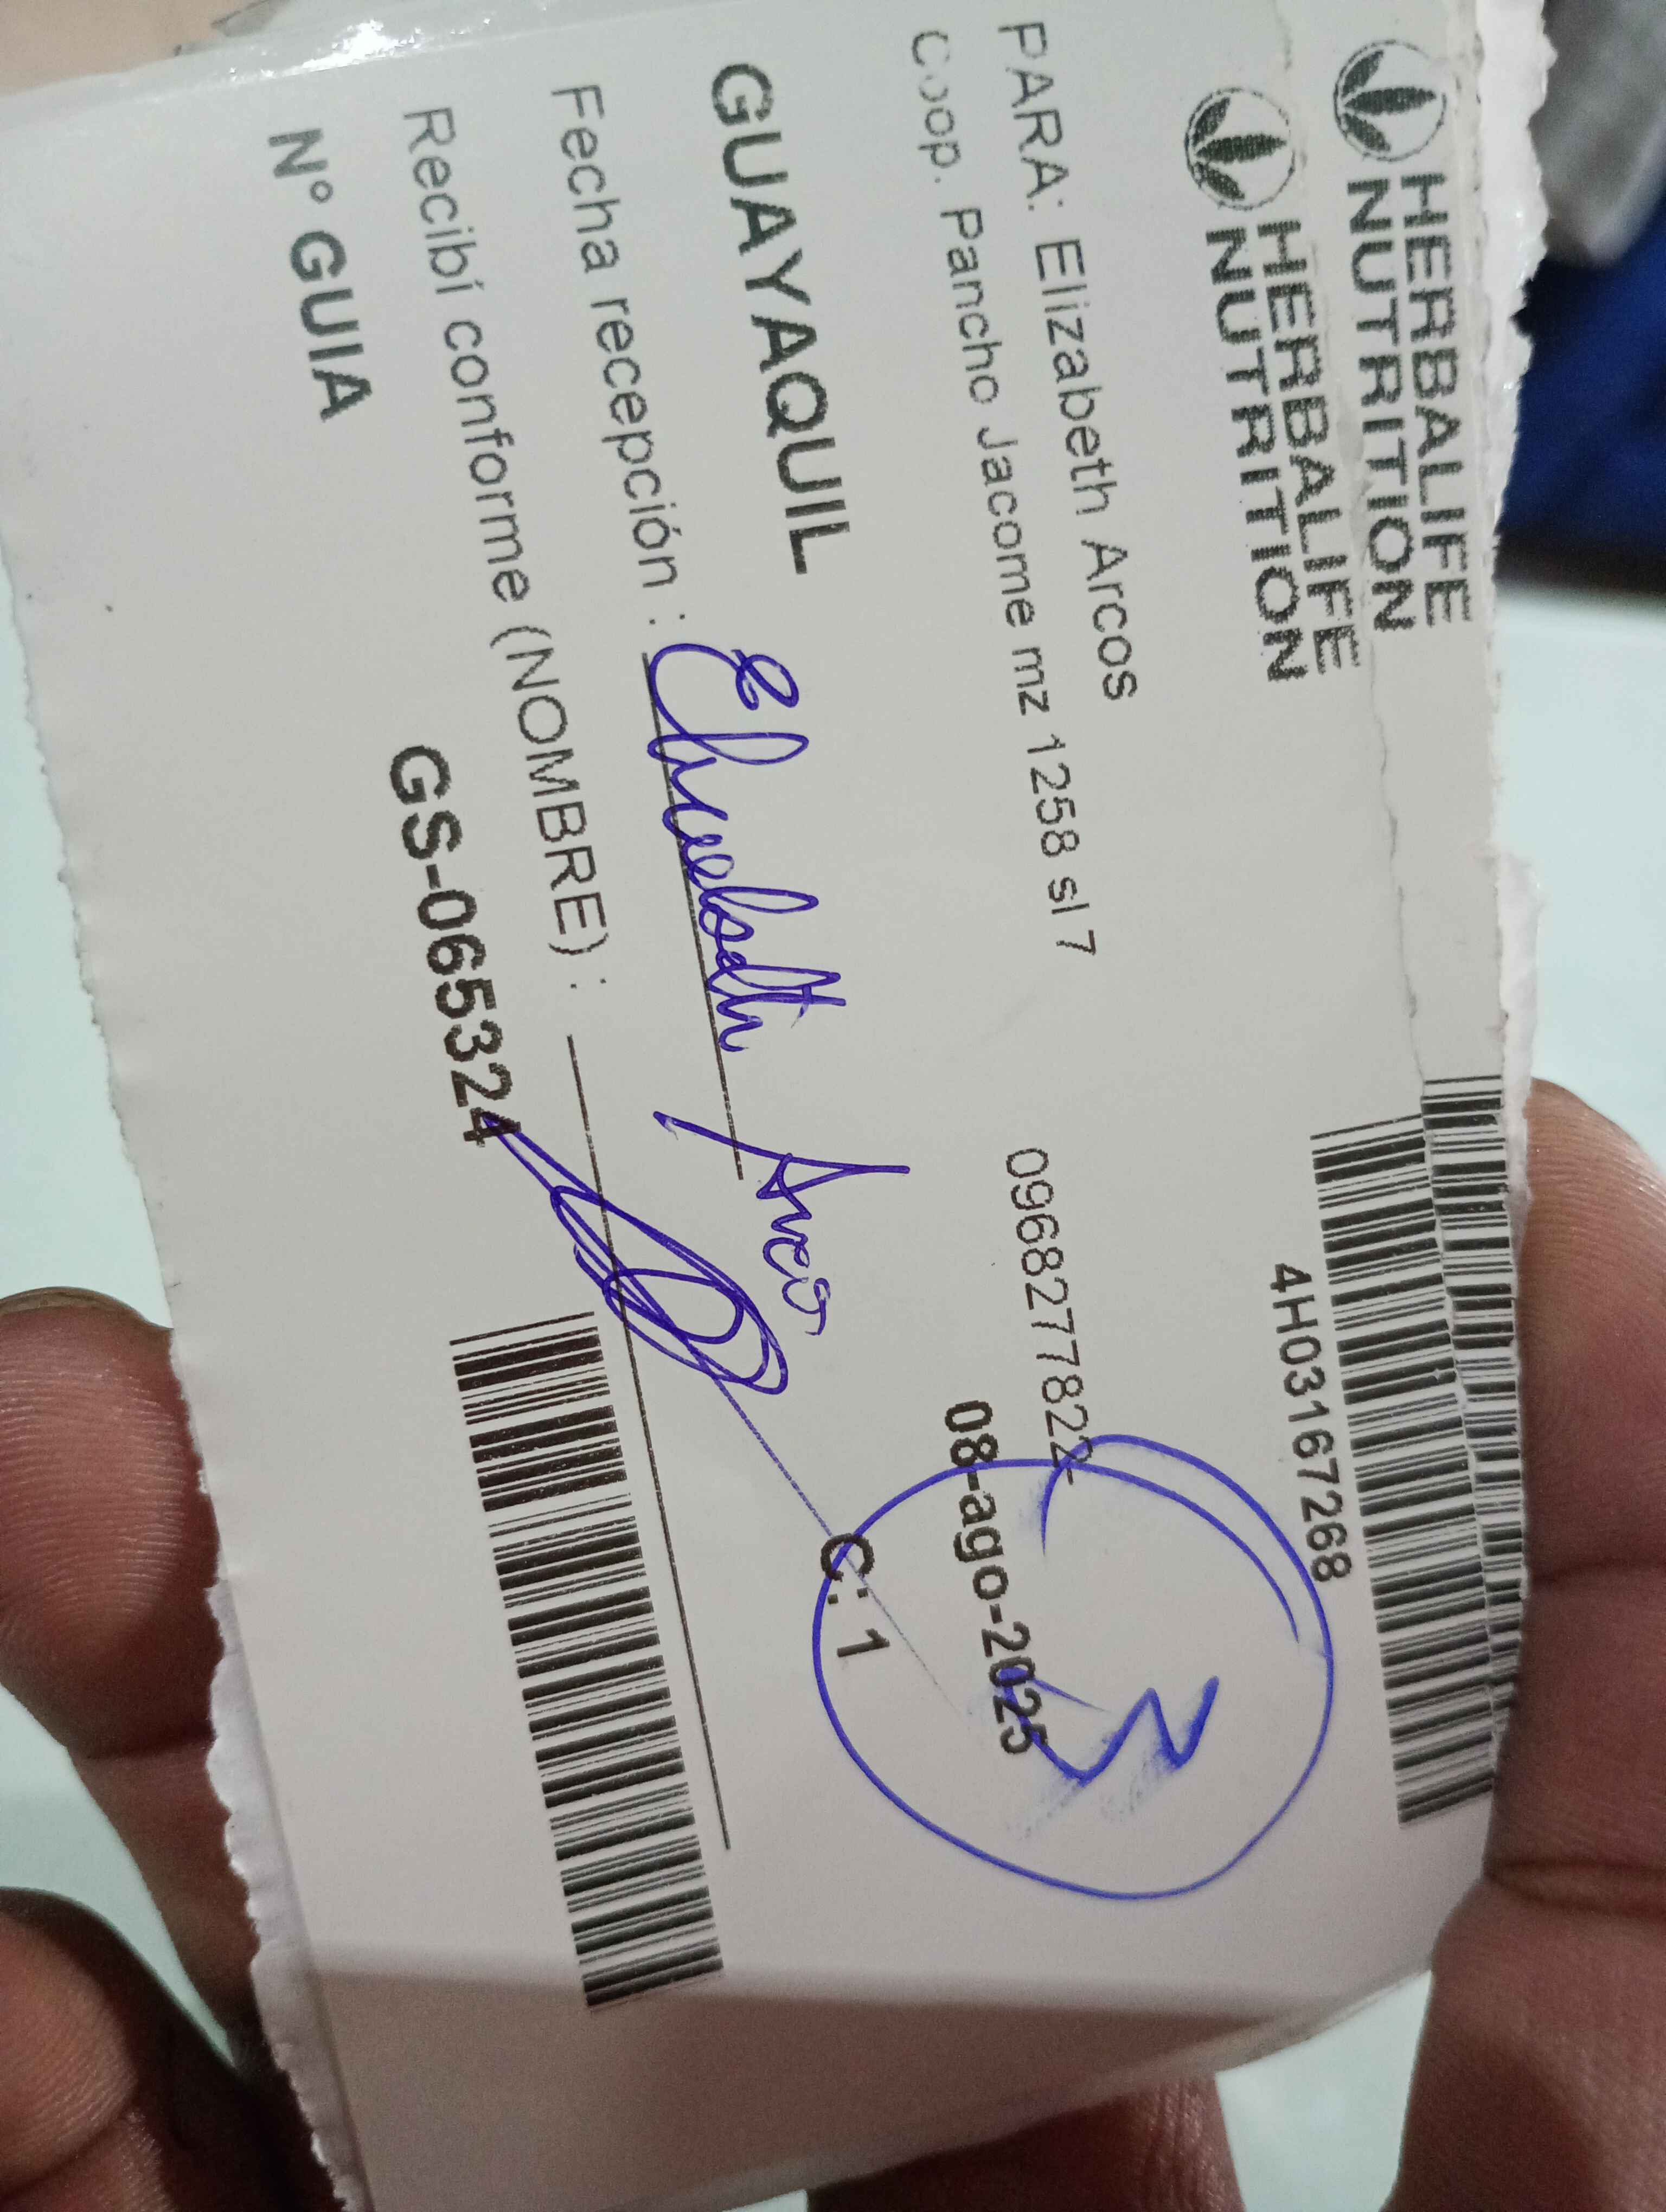 HERBALIFE
NUTRITION
HERBALIFE
NUTRITION
4H03167268
PARA: Elizabeth Arcos
Coop. Pancho Jacome mz 1258 sl 7
0968277822
08-ago-2025
3
GUAYAQUIL
C: 1
Fecha recepción : Elizabeth Arcos
Recibí conforme (NOMBRE) :
N° GUIA
GS-065324